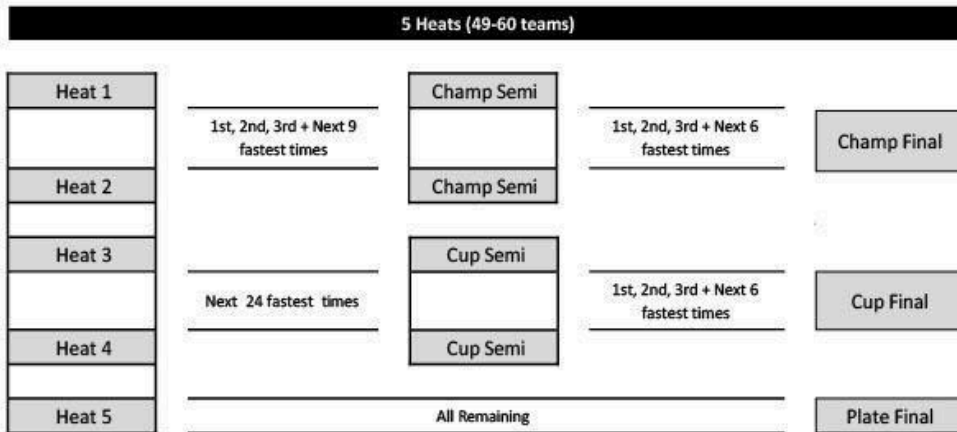 5 Heats (49-60 teams)
Heat 1
Champ Semi
1st, 2nd, 3rd + Next 9
fastest times
1st, 2nd, 3rd + Next 6
fastest times
Champ Final
Heat 2
Champ Semi
Heat 3
Cup Semi
Next 24 fastest times
1st, 2nd, 3rd + Next 6
fastest times
Cup Final
Heat 4
Cup Semi
Heat 5
All Remaining
Plate Final